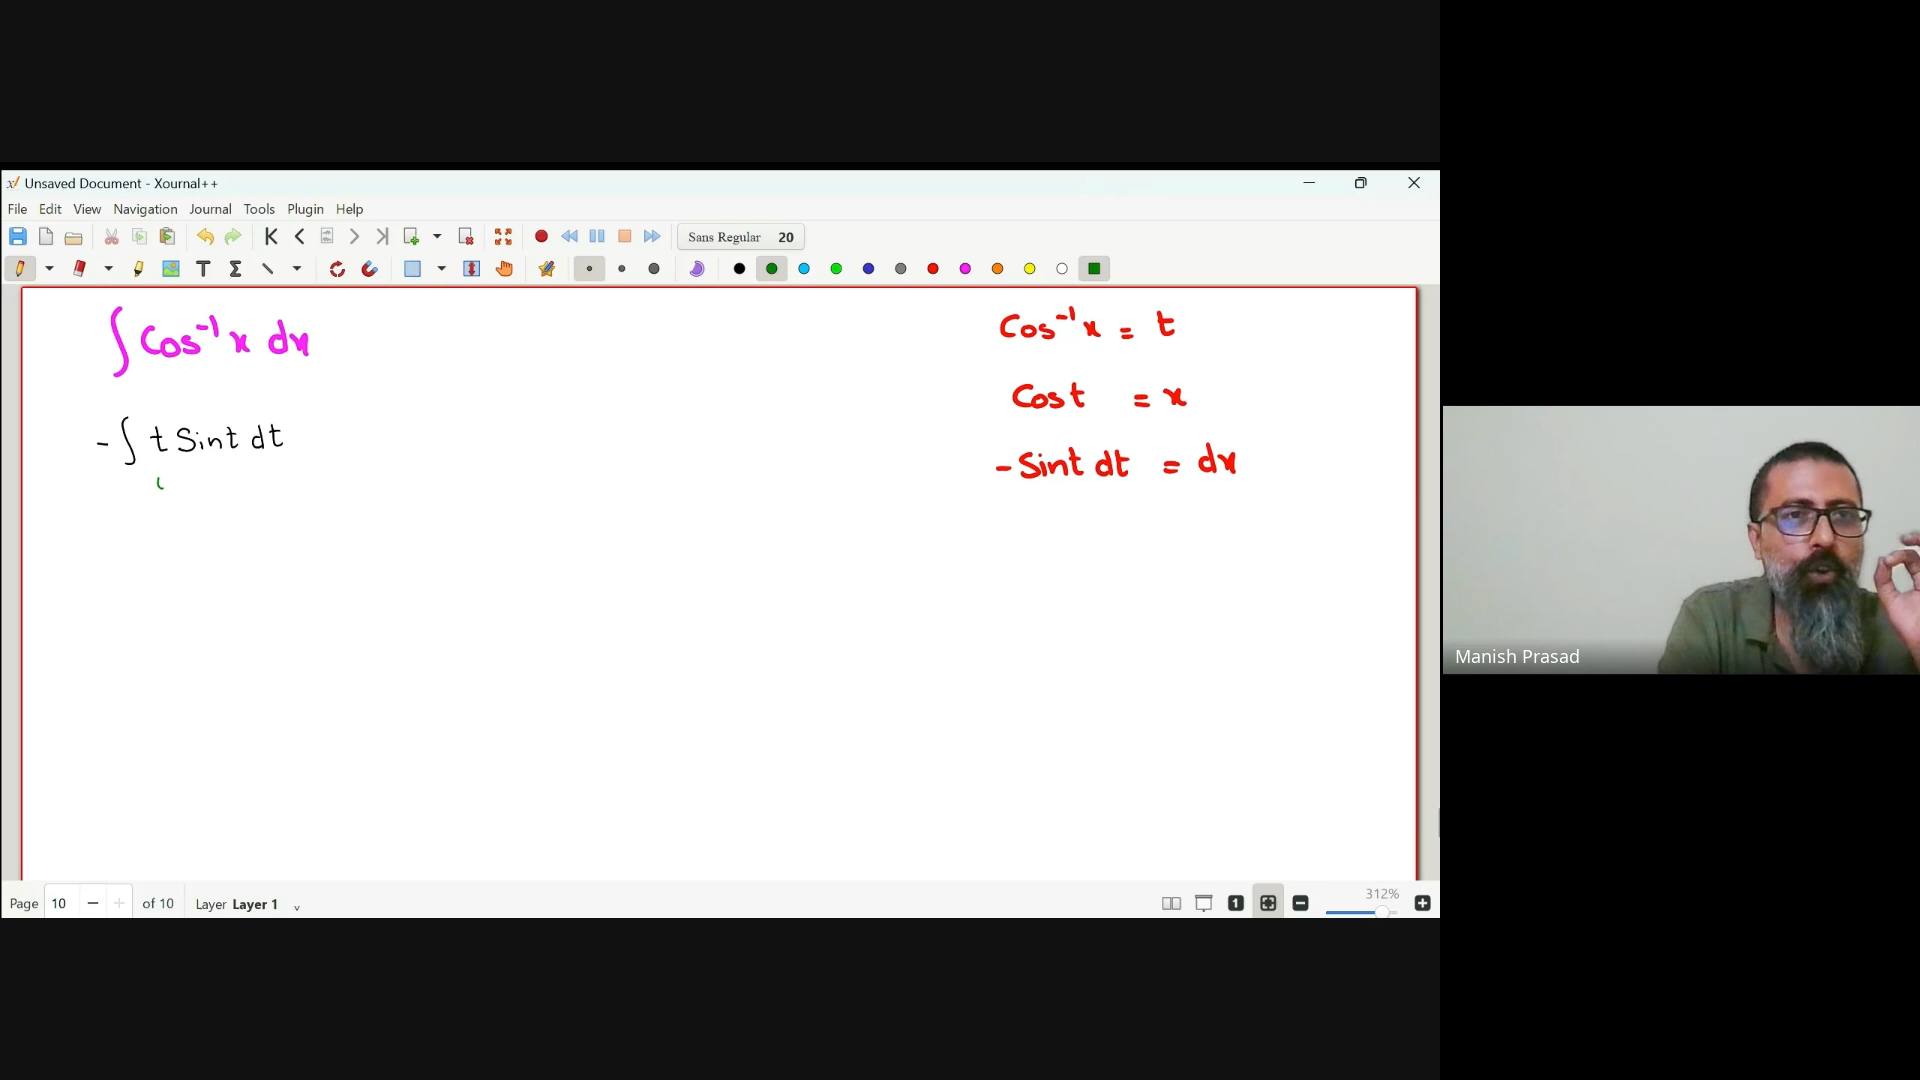 Unsaved Document - Xournal++
File Edit View Navigation Journal Tools Plugin Help
Sans Regular 20
∫ Cos⁻¹x dx
- ∫ t Sint dt
Cos⁻¹x = t
Cost = x
- Sint dt = dx
Manish Prasad
Page 10 of 10 Layer Layer 1
1
312%